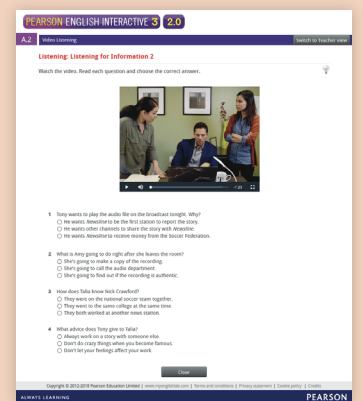 PEARSON ENGLISH INTERACTIVE 3 2.0
A.2 Video Listening Switch to Teacher view
Listening: Listening for Information 2
Watch the video. Read each question and choose the correct answer.
1 Tony wants to play the audio file on the broadcast tonight. Why?
He wants Newsline to be the first station to report the story.
He wants other channels to share the story with Newsline.
He wants Newsline to receive money from the Soccer Federation.
2 What is Amy going to do right after she leaves the room?
She's going to make a copy of the recording.
She's going to call the audio department.
She's going to find out if the recording is authentic.
3 How does Talia know Nick Crawford?
They were on the national soccer team together.
They went to the same college at the same time.
They both worked at another news station.
4 What advice does Tony give to Talia?
Always work on a story with someone else.
Don't do crazy things when you become famous.
Don't let your feelings affect your work.
Close
Copyright © 2012-2018 Pearson Education Limited | www.myenglishlab.com | Terms and conditions | Privacy statement | Cookie policy | Credits
ALWAYS LEARNING PEARSON